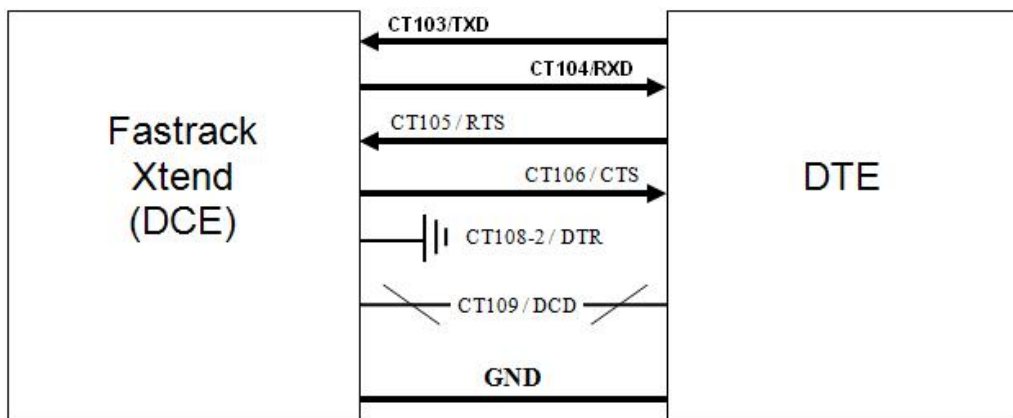 CT103/TXD
CT104/RXD
CT105 / RTS
CT106 / CTS
CT108-2 / DTR
CT109 / DCD
GND
Fastrack
Xtend
(DCE)
DTE